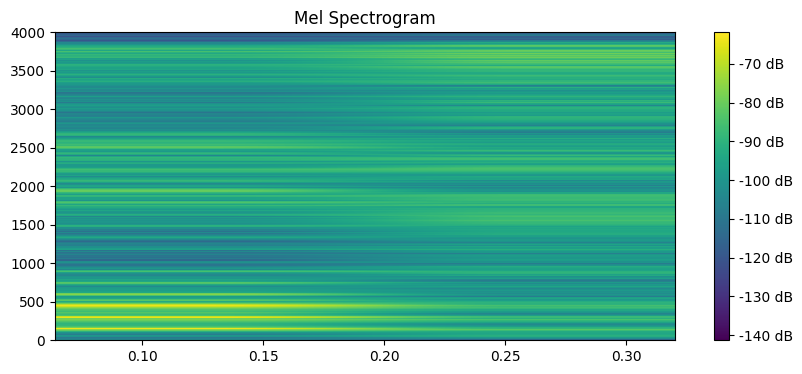 Mel Spectrogram
4000
3500
3000
2500
2000
1500
1000
500
0
0.10 0.15 0.20 0.25 0.30
-70 dB
-80 dB
-90 dB
-100 dB
-110 dB
-120 dB
-130 dB
-140 dB